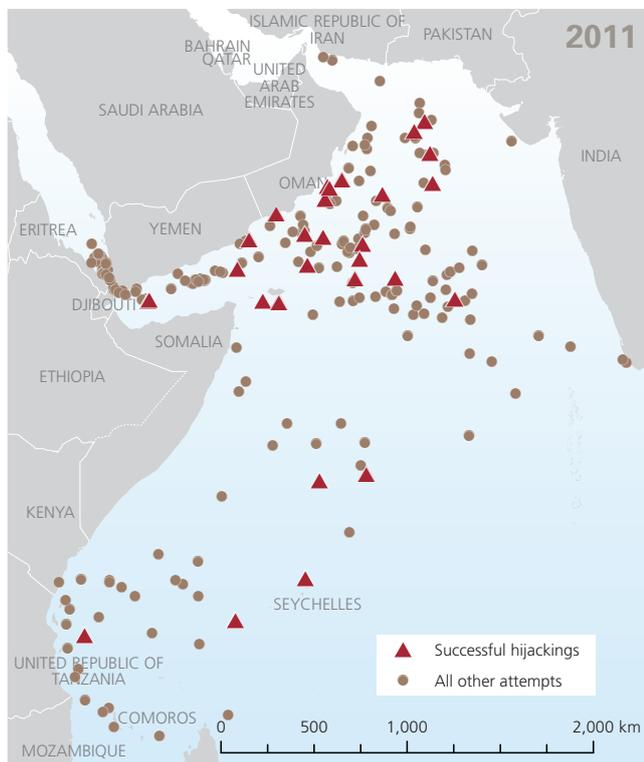 ISLAMIC REPUBLIC OF
IRAN
PAKISTAN
2011
BAHRAIN
QATAR
UNITED
ARAB
EMIRATES
SAUDI ARABIA
INDIA
OMAN
ERITREA
YEMEN
DJIBOUTI
SOMALIA
ETHIOPIA
KENYA
SEYCHELLES
Successful hijackings
All other attempts
UNITED REPUBLIC OF
TANZANIA
COMOROS
0 500 1,000 2,000 km
MOZAMBIQUE